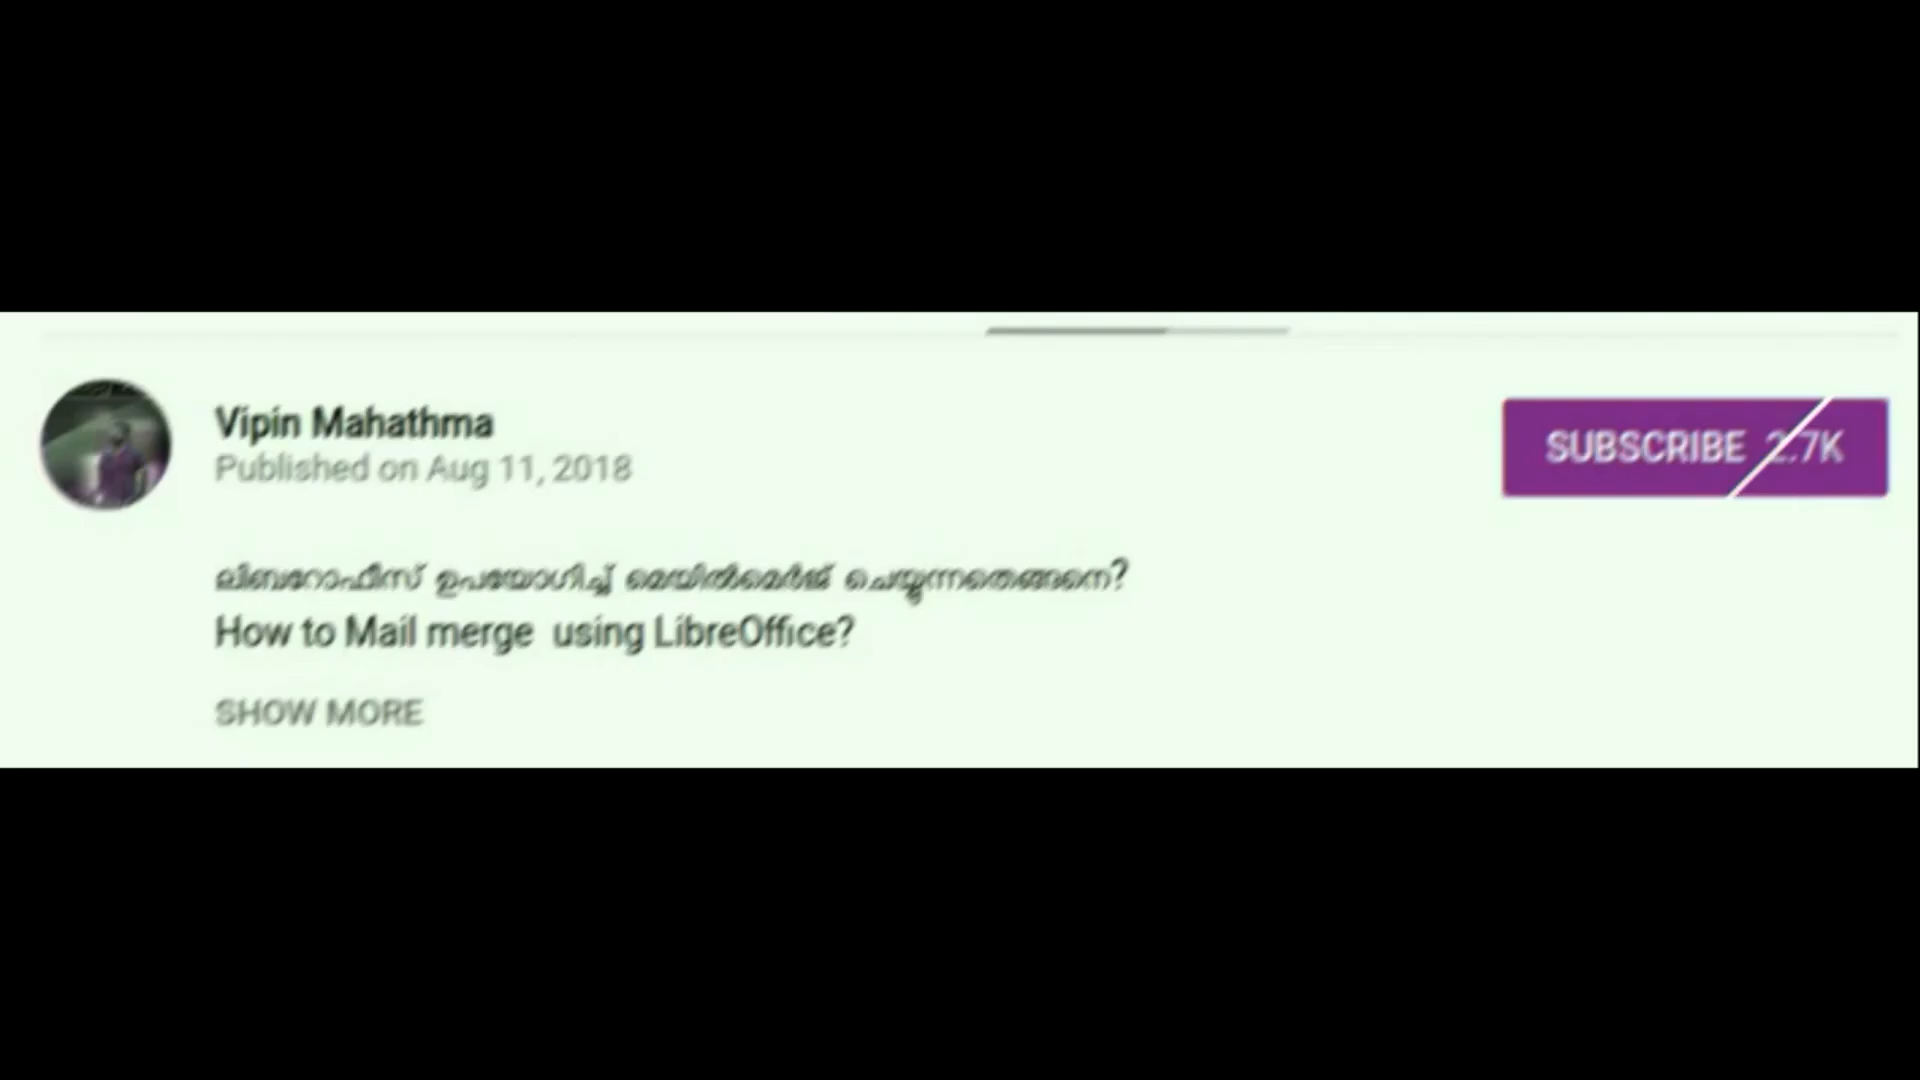 Vipin Mahathma
Published on Aug 11, 2018
SUBSCRIBE 2.7K
ലിബറോഫീസ് ഉപയോഗിച്ച് മെയിൽമെർജ് ചെയ്യുന്നതെങ്ങനെ?
How to Mail merge using LibreOffice?
SHOW MORE